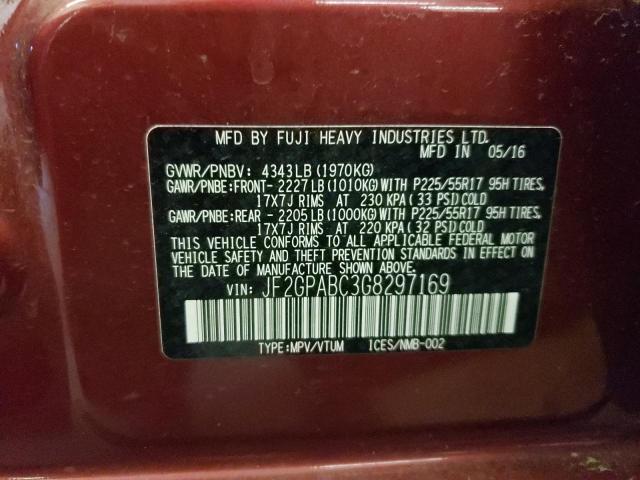 MFD BY FUJI HEAVY INDUSTRIES LTD.
MFD IN 05/16
GVWR/PNBV: 4343LB (1970KG)
GAWR/PNBE:FRONT- 2227LB (1010KG) WITH P225/55R17 95H TIRES,
17X7J RIMS AT 230 KPA (33 PSI) COLD
GAWR/PNBE:REAR - 2205LB (1000KG) WITH P225/55R17 95H TIRES,
17X7J RIMS AT 220 KPA (32 PSI) COLD
THIS VEHICLE CONFORMS TO ALL APPLICABLE FEDERAL MOTOR
VEHICLE SAFETY AND THEFT PREVENTION STANDARDS IN EFFECT ON
THE DATE OF MANUFACTURE SHOWN ABOVE.
VIN: JF2GPABC3G8297169
TYPE:MPV/VTUM ICES/NMB-002